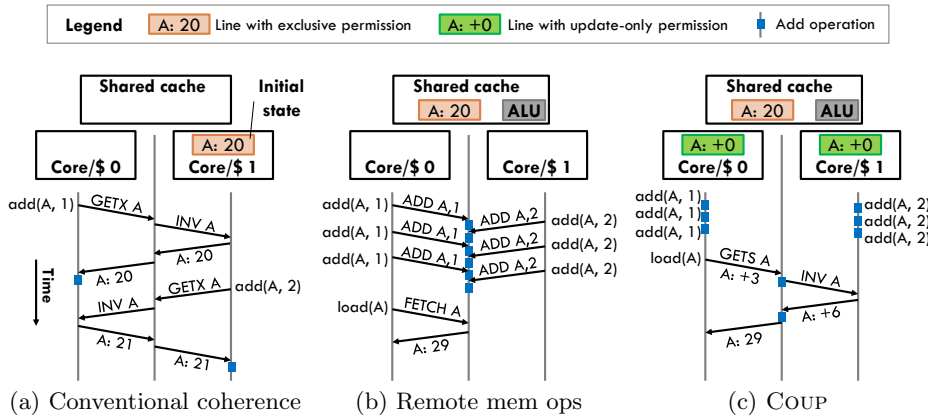 Legend
A: 20 Line with exclusive permission
A: +0 Line with update-only permission
Add operation
Shared cache
Initial state
Core/$ 0
A: 20
Core/$ 1
add(A, 1)
GETX A
INV A
A: 20
A: 20
GETX A
add(A, 2)
INV A
A: 21
A: 21
Time
(a) Conventional coherence
Shared cache
A: 20
ALU
Core/$ 0
Core/$ 1
add(A, 1)
ADD A,1
ADD A,2
add(A, 2)
add(A, 1)
ADD A,1
ADD A,2
add(A, 2)
add(A, 1)
ADD A,1
ADD A,2
add(A, 2)
load(A)
FETCH A
A: 29
(b) Remote mem ops
Shared cache
A: 20
ALU
A: +0
Core/$ 0
A: +0
Core/$ 1
add(A, 1)
add(A, 1)
add(A, 1)
add(A, 2)
add(A, 2)
add(A, 2)
load(A)
GETS A
A: +3
INV A
A: +6
A: 29
(c) COUP